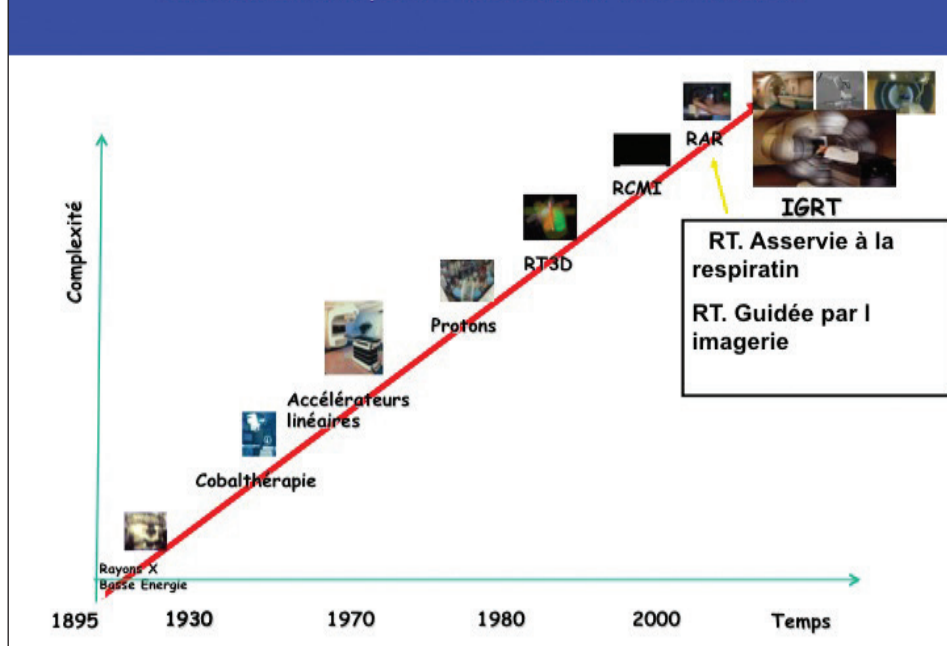 Complexité
RAR
RCMI
IGRT
RT. Asservie à la
respiratin
RT. Guidée par l
imagerie
RT3D
Protons
Accélérateurs
linéaires
Cobalthérapie
Rayons X
Basse Energie
1895
1930
1970
1980
2000
Temps